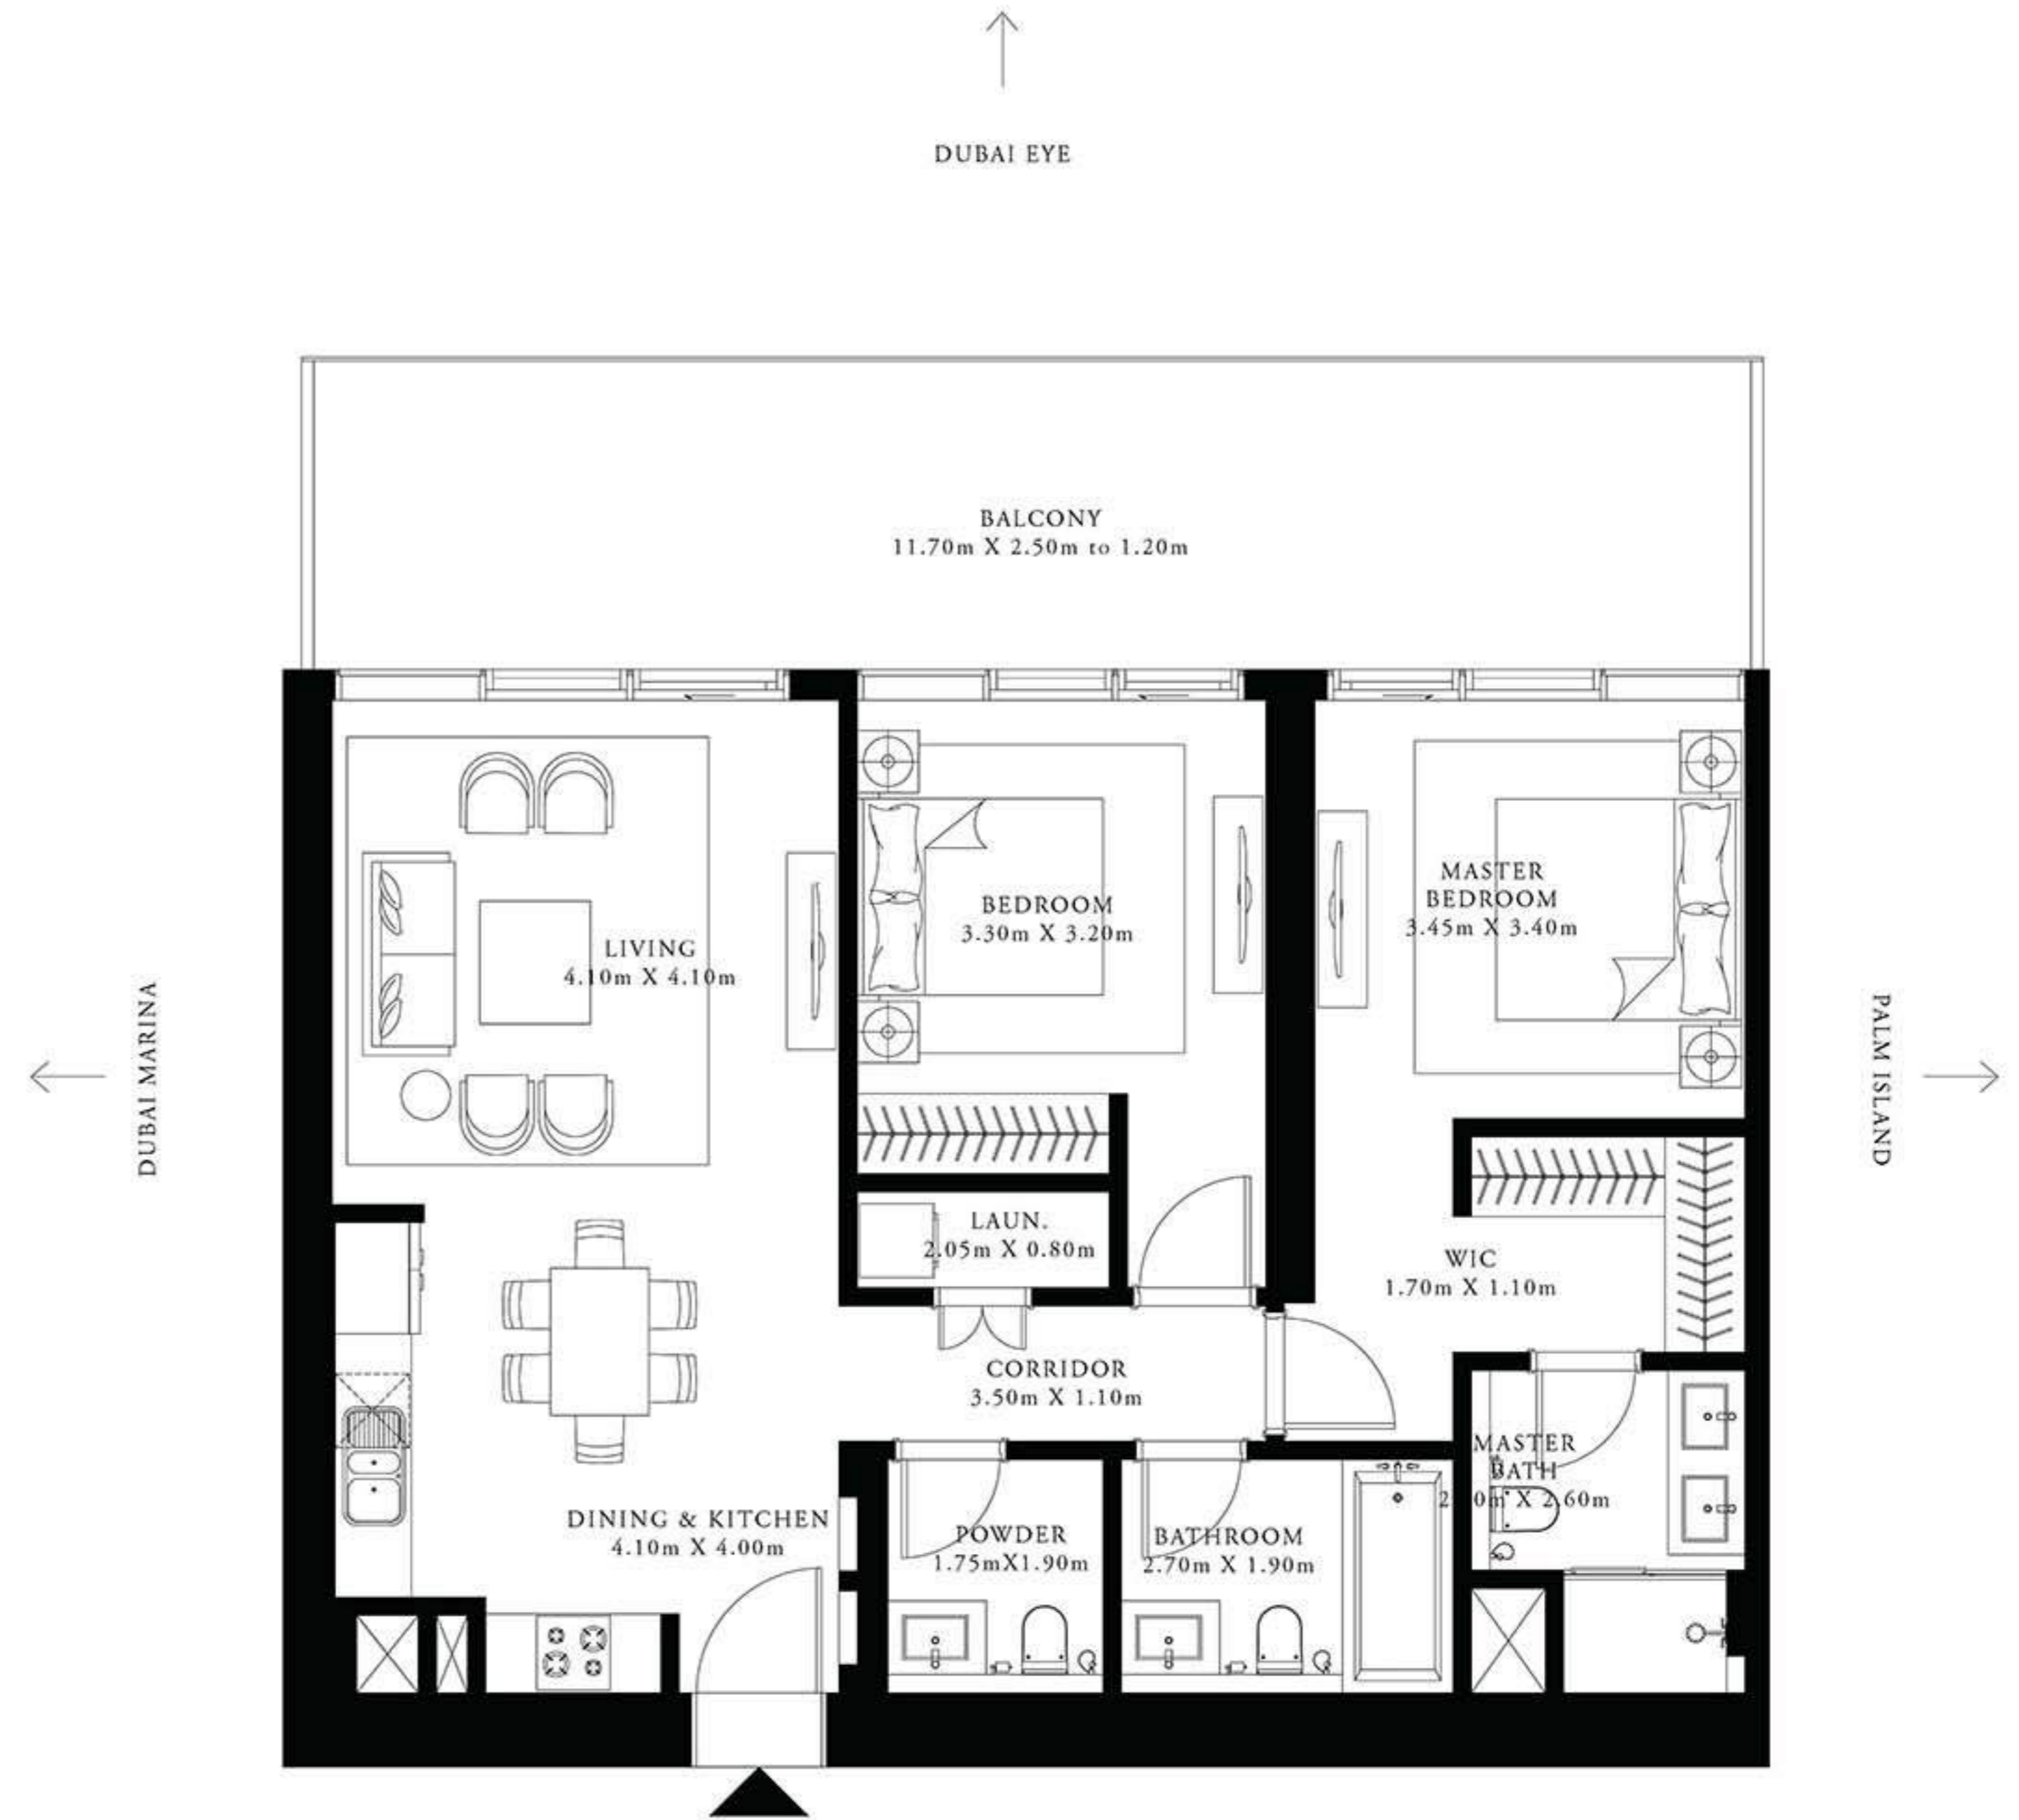 DUBAI EYE
BALCONY
11.70m X 2.50m to 1.20m
DUBAI MARINA
PALM ISLAND
LIVING
4.10m X 4.10m
BEDROOM
3.30m X 3.20m
MASTER
BEDROOM
3.45m X 3.40m
LAUN.
2.05m X 0.80m
WIC
1.70m X 1.10m
CORRIDOR
3.50m X 1.10m
DINING & KITCHEN
4.10m X 4.00m
POWDER
1.75mX1.90m
BATHROOM
2.70m X 1.90m
MASTER
BATH
X 2.60m